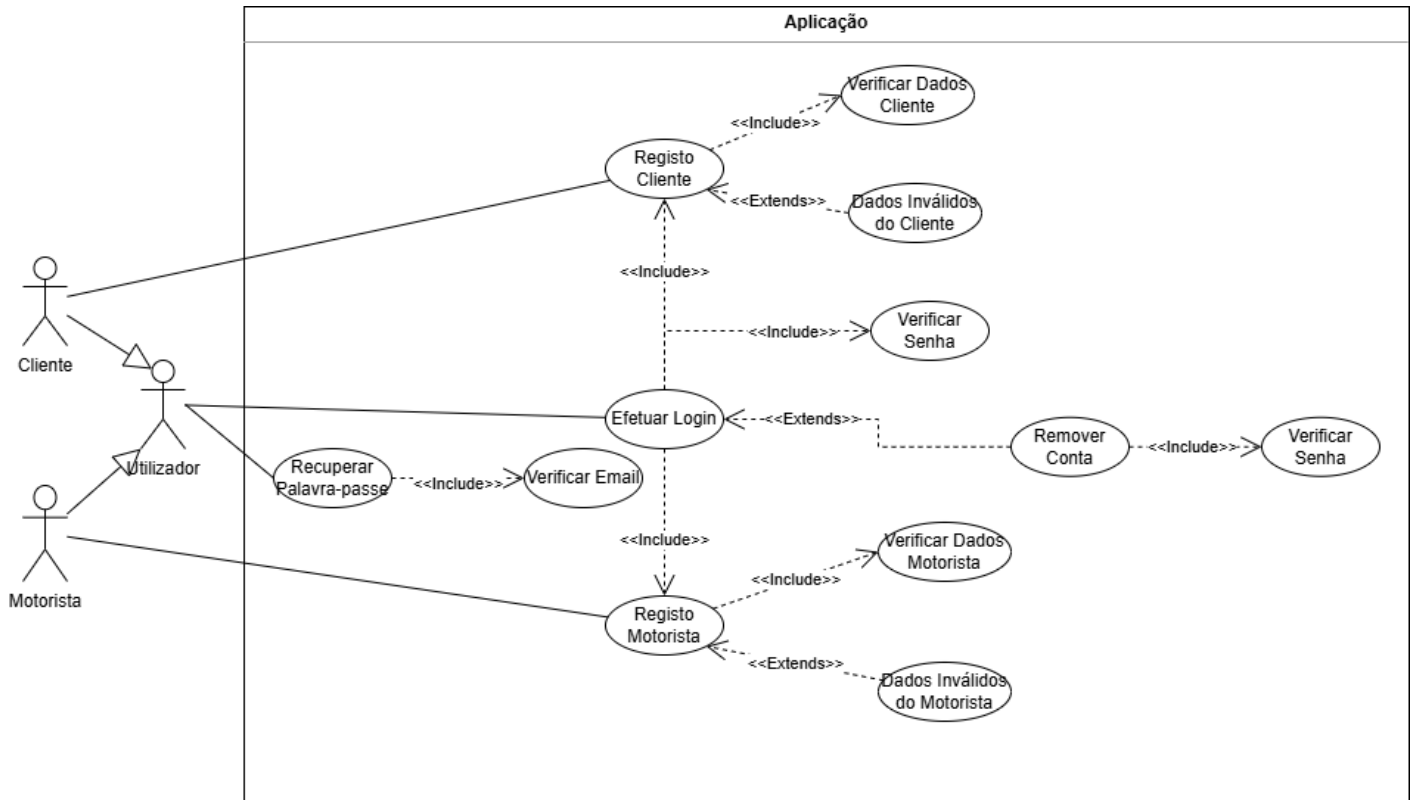 Aplicação
Verificar Dados
Cliente
<<Include>>
Registo
Cliente
<<Extends>>
Dados Inválidos
do Cliente
<<Include>>
Verificar
Senha
<<Include>>
Cliente
Efetuar Login
<<Extends>>
Remover
Conta
<<Include>>
Verificar
Senha
Utilizador
Recuperar
Palavra-passe
<<Include>>
Verificar Email
<<Include>>
Verificar Dados
Motorista
<<Include>>
Motorista
Registo
Motorista
<<Extends>>
Dados Inválidos
do Motorista